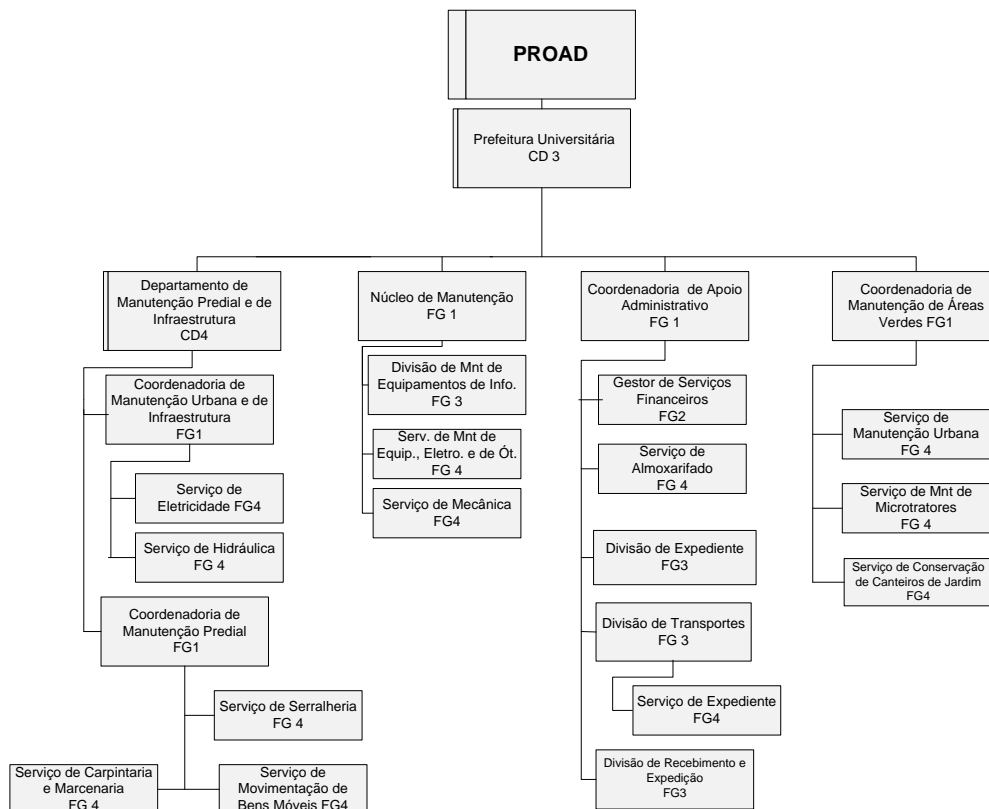 PROAD
Prefeitura Universitária
CD 3
Departamento de
Manutenção Predial e de
Infraestrutura
CD4
Núcleo de Manutenção
FG 1
Coordenadoria de Apoio
Administrativo
FG 1
Coordenadoria de
Manutenção de Áreas
Verdes FG1
Coordenadoria de
Manutenção Urbana e de
Infraestrutura
FG1
Serviço de
Eletricidade FG4
Serviço de Hidráulica
FG 4
Coordenadoria de
Manutenção Predial
FG1
Serviço de Serralheria
FG 4
Serviço de Carpintaria
e Marcenaria
FG 4
Serviço de
Movimentação de
Bens Móveis FG4
Divisão de Mnt de
Equipamentos de Info.
FG 3
Serv. de Mnt de
Equip., Eletro. e de Ót.
FG 4
Serviço de Mecânica
FG4
Gestor de Serviços
Financeiros
FG2
Serviço de
Almoxarifado
FG 4
Divisão de Expediente
FG3
Divisão de Transportes
FG 3
Serviço de Expediente
FG4
Divisão de Recebimento e
Expedição
FG3
Serviço de
Manutenção Urbana
FG 4
Serviço de Mnt de
Microtratores
FG 4
Serviço de Conservação
de Canteiros de Jardim
FG4